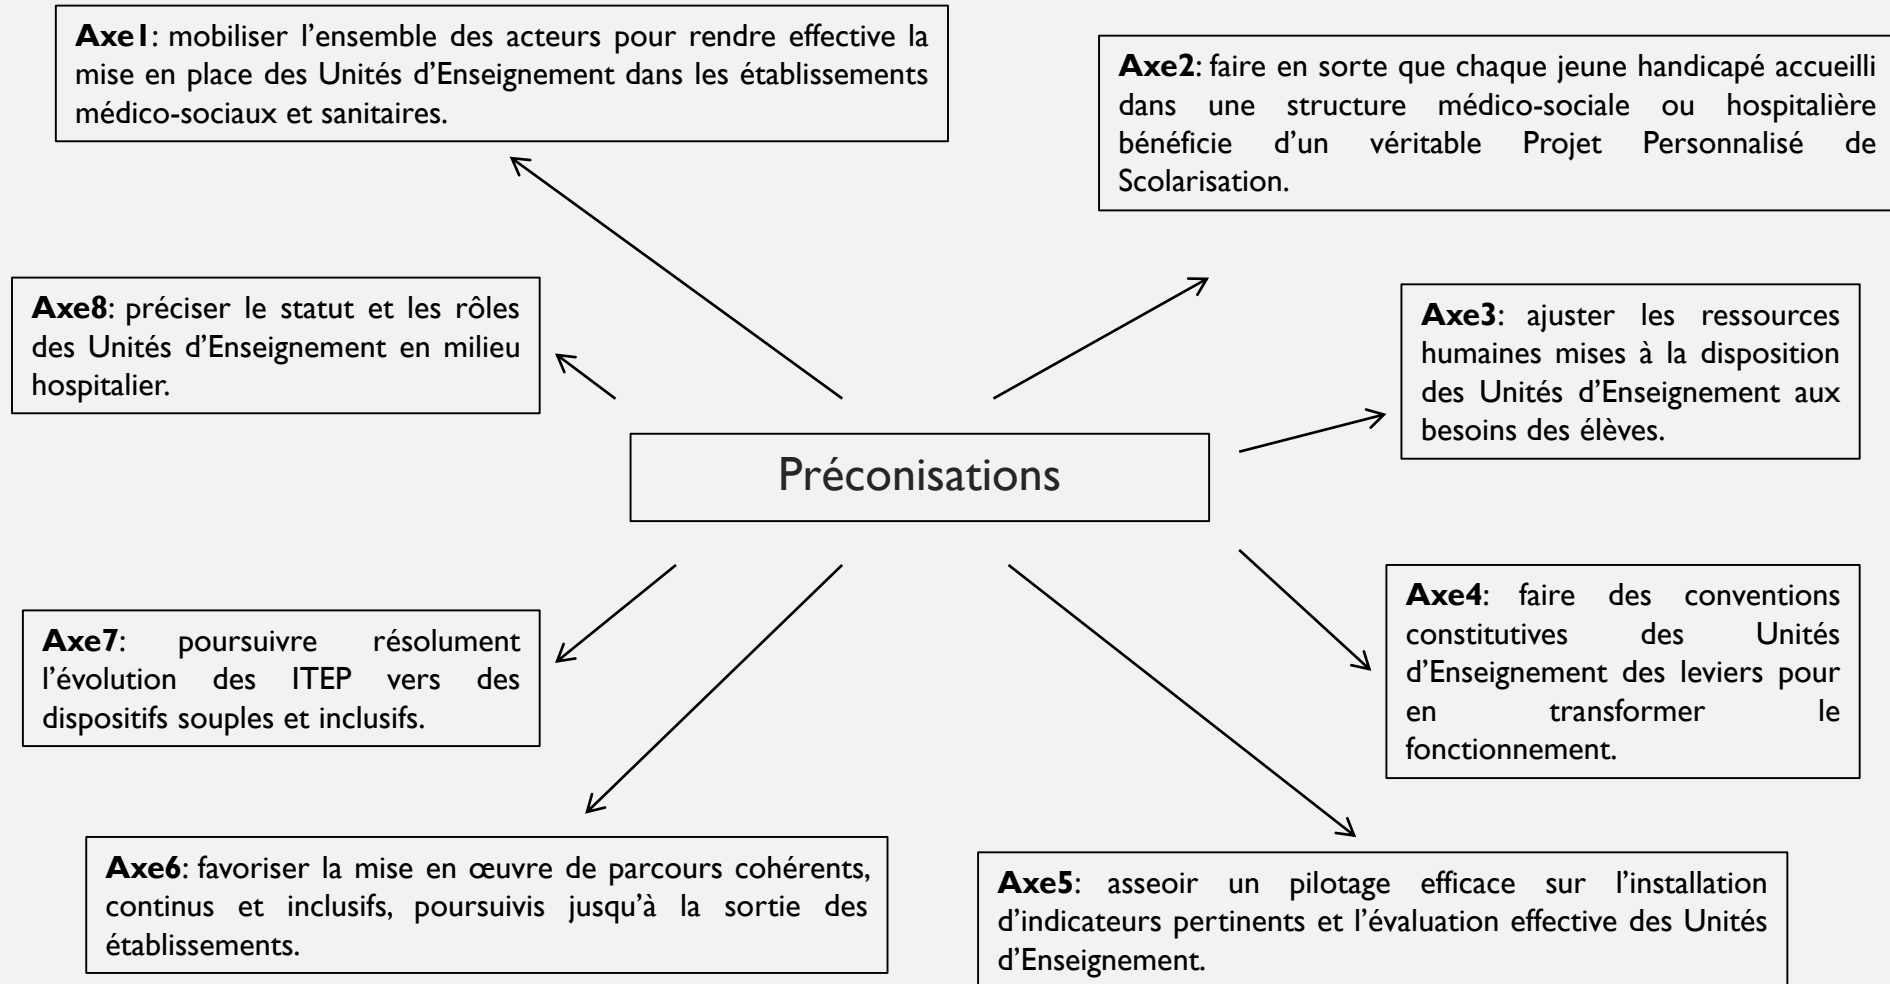 Axe1: mobiliser l’ensemble des acteurs pour rendre effective la
mise en place des Unités d’Enseignement dans les établissements
médico-sociaux et sanitaires.
Axe2: faire en sorte que chaque jeune handicapé accueilli
dans une structure médico-sociale ou hospitalière
bénéficie d'un véritable Projet Personnalisé de
Scolarisation.
Axe8: préciser le statut et les rôles
des Unités d’Enseignement en milieu
hospitalier.
Axe3: ajuster les ressources
humaines mises à la disposition
des Unités d’Enseignement aux
besoins des élèves.
Préconisations
Axe7: poursuivre résolument
l’évolution des ITEP vers des
dispositifs souples et inclusifs.
Axe4: faire des conventions
constitutives des Unités
d’Enseignement des leviers pour
en transformer le
fonctionnement.
Axe6: favoriser la mise en œuvre de parcours cohérents,
continus et inclusifs, poursuivis jusqu’à la sortie des
établissements.
Axe5: asseoir un pilotage efficace sur l’installation
d’indicateurs pertinents et l’évaluation effective des Unités
d’Enseignement.